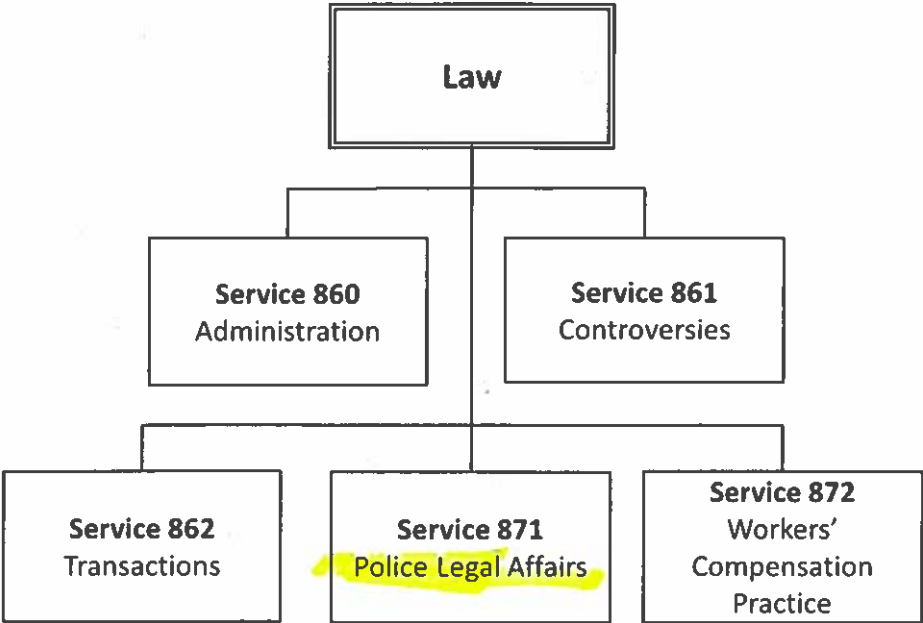 Law
Service 860
Administration
Service 861
Controversies
Service 862
Transactions
Service 871
Police Legal Affairs
Service 872
Workers’
Compensation
Practice